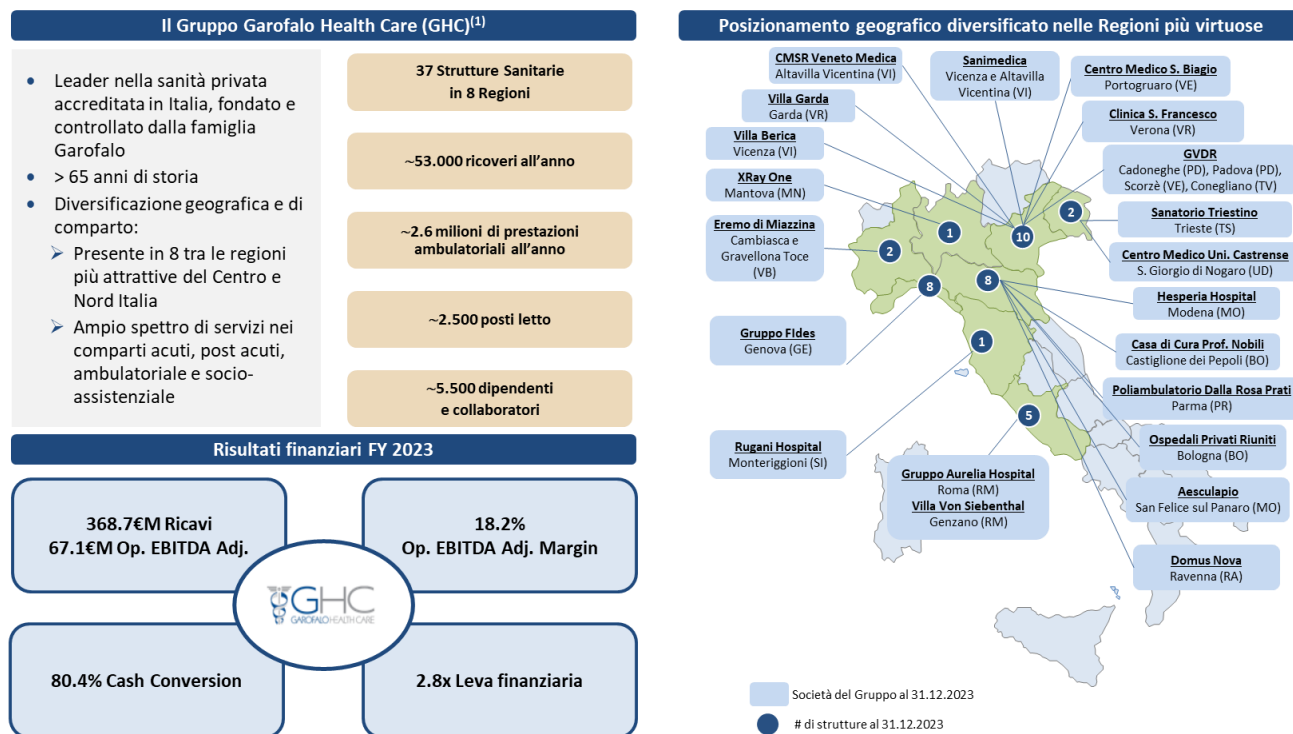 Il Gruppo Garofalo Health Care (GHC)(1)
• Leader nella sanità privata
accreditata in Italia, fondato e
controllato dalla famiglia
Garofalo
• > 65 anni di storia
• Diversificazione geografica e di
comparto:
➢ Presente in 8 tra le regioni
più attrattive del Centro e
Nord Italia
➢ Ampio spettro di servizi nei
comparti acuti, post acuti,
ambulatoriale e socio-
assistenziale
37 Strutture Sanitarie
in 8 Regioni
~53.000 ricoveri all'anno
~2.6 milioni di prestazioni
ambulatoriali all'anno
~2.500 posti letto
~5.500 dipendenti
e collaboratori
Risultati finanziari FY 2023
368.7€M Ricavi
67.1€M Op. EBITDA Adj.
18.2%
Op. EBITDA Adj. Margin
GHC
GAROFALO HEALTH CARE
80.4% Cash Conversion
2.8x Leva finanziaria
Posizionamento geografico diversificato nelle Regioni più virtuose
CMSR Veneto Medica
Altavilla Vicentina (VI)
Sanimedica
Vicenza e Altavilla
Vicentina (VI)
Centro Medico S. Biagio
Portogruaro (VE)
Villa Garda
Garda (VR)
Clinica S. Francesco
Verona (VR)
Villa Berica
Vicenza (VI)
GVDR
Cadoneghe (PD), Padova (PD),
Scorzè (VE), Conegliano (TV)
XRay One
Mantova (MN)
Sanatorio Triestino
Trieste (TS)
Eremo di Miazzina
Cambiasca e
Gravellona Toce
(VB)
Centro Medico Uni. Castrense
S. Giorgio di Nogaro (UD)
2
1
10
2
8
8
1
5
Hesperia Hospital
Modena (MO)
Gruppo FIdes
Genova (GE)
Casa di Cura Prof. Nobili
Castiglione dei Pepoli (BO)
Poliambulatorio Dalla Rosa Prati
Parma (PR)
Rugani Hospital
Monteriggioni (SI)
Ospedali Privati Riuniti
Bologna (BO)
Gruppo Aurelia Hospital
Roma (RM)
Villa Von Siebenthal
Genzano (RM)
Aesculapio
San Felice sul Panaro (MO)
Domus Nova
Ravenna (RA)
Società del Gruppo al 31.12.2023
# di strutture al 31.12.2023